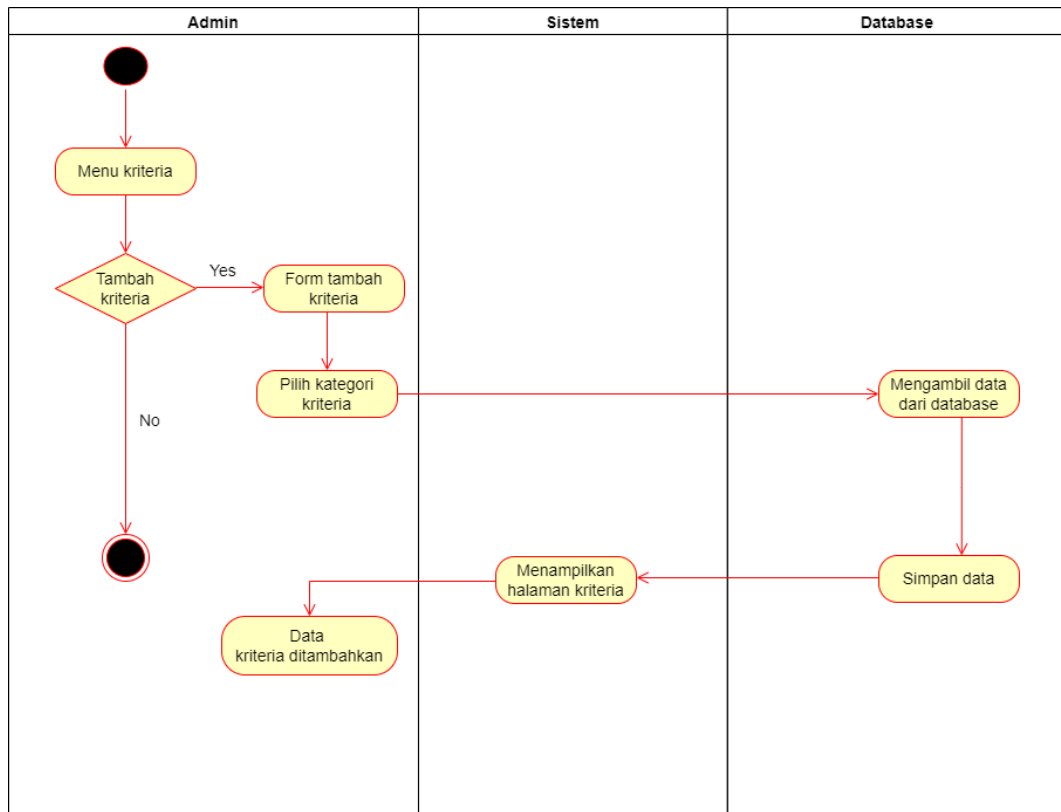 Admin
Sistem
Database
Menu kriteria
Tambah
kriteria
Yes
Form tambah
kriteria
Pilih kategori
kriteria
Mengambil data
dari database
No
Menampilkan
halaman kriteria
Simpan data
Data
kriteria ditambahkan